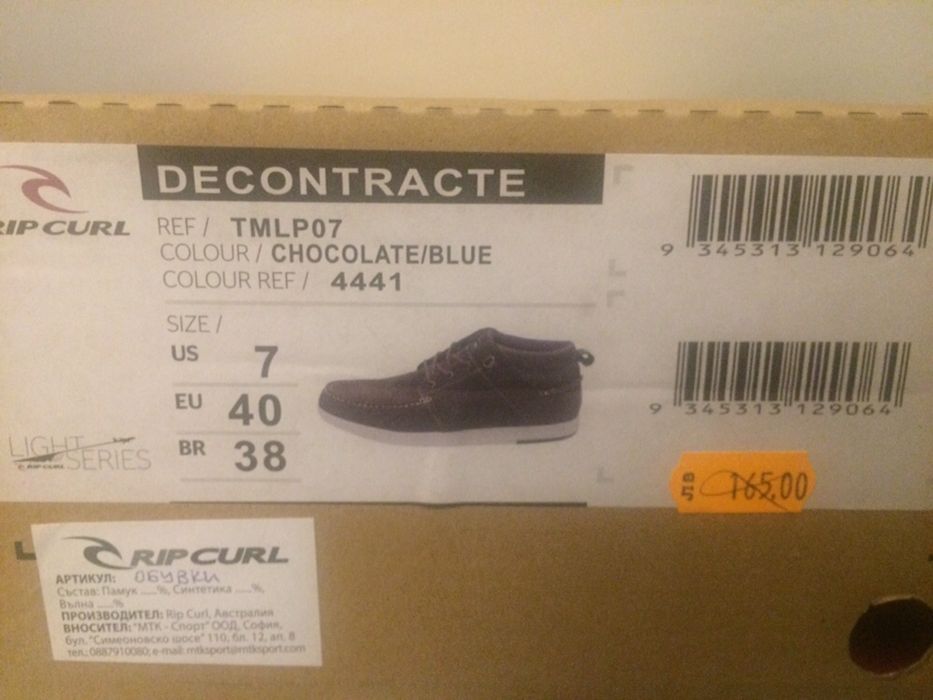 RIP CURL
DECONTRACTE
REF / TMLP07
COLOUR / CHOCOLATE/BLUE
COLOUR REF / 4441
SIZE /
US 7
EU 40
BR 38
LIGHT
RIP CURL SERIES
9 345313 129064
9 345313 129064
лв 165,00
RIP CURL
АРТИКУЛ: ОБУВКИ
Състав: Памук .....%, Синтетика .....%,
Вълна .....%
ПРОИЗВОДИТЕЛ: Rip Curl, Австралия
ВНОСИТЕЛ: "МТК - Спорт" ООД, София,
бул. "Симеоновско шосе" 110, бл. 12, ап. 8
тел.: 0887910080; e-mail: mtksport@mtksport.com